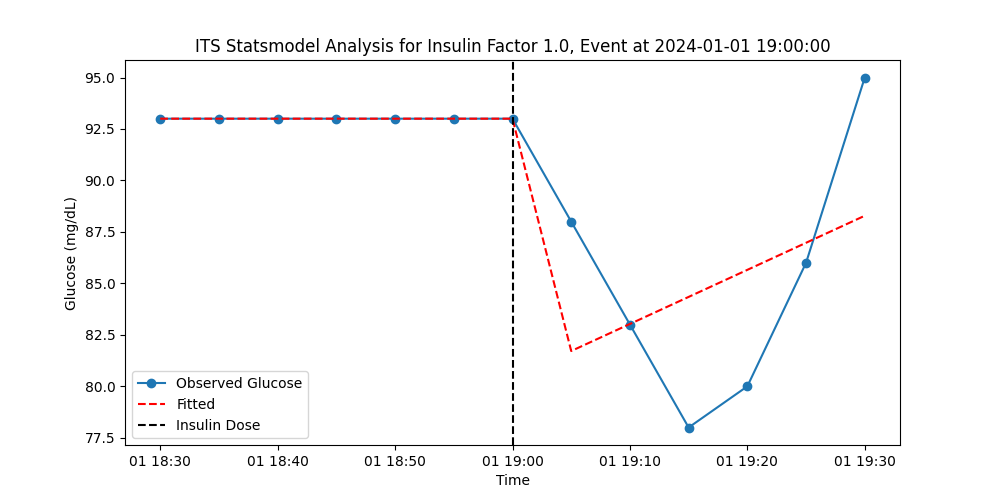 ITS Statsmodel Analysis for Insulin Factor 1.0, Event at 2024-01-01 19:00:00
Glucose (mg/dL)
95.0
92.5
90.0
87.5
85.0
82.5
80.0
77.5
Observed Glucose
Fitted
Insulin Dose
01 18:30 01 18:40 01 18:50 01 19:00 01 19:10 01 19:20 01 19:30
Time